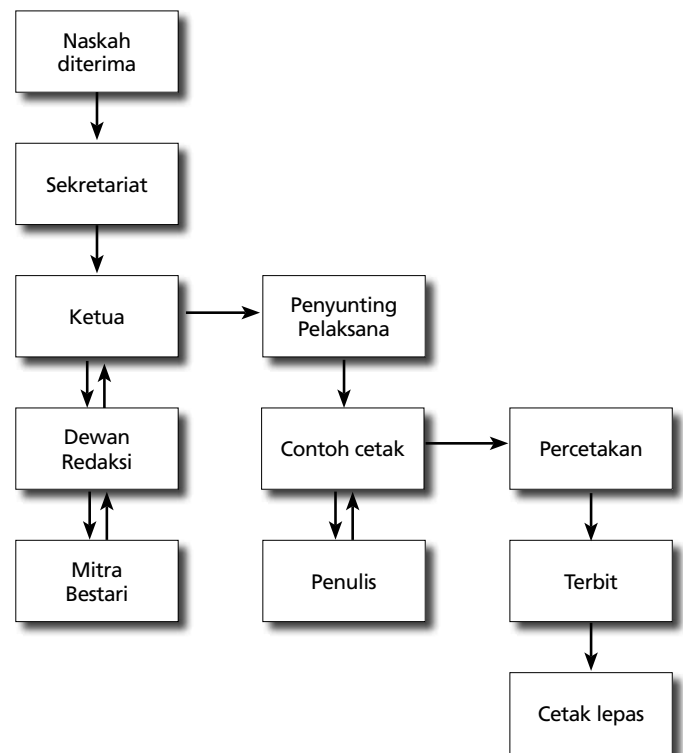 Naskah
diterima
Sekretariat
Ketua
Penyunting
Pelaksana
Dewan
Redaksi
Contoh cetak
Percetakan
Mitra
Bestari
Penulis
Terbit
Cetak lepas